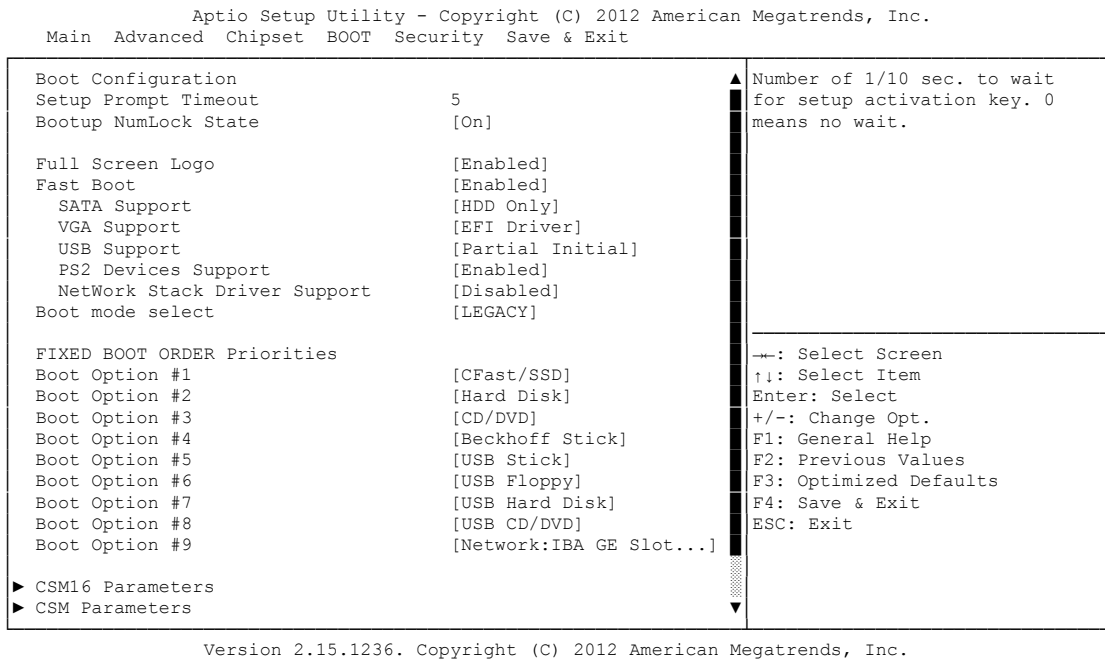 Aptio Setup Utility - Copyright (C) 2012 American Megatrends, Inc.
Main Advanced Chipset BOOT Security Save & Exit
Boot Configuration
Setup Prompt Timeout 5
Bootup NumLock State [On]
Full Screen Logo [Enabled]
Fast Boot [Enabled]
SATA Support [HDD Only]
VGA Support [EFI Driver]
USB Support [Partial Initial]
PS2 Devices Support [Enabled]
NetWork Stack Driver Support [Disabled]
Boot mode select [LEGACY]
FIXED BOOT ORDER Priorities
Boot Option #1 [CFast/SSD]
Boot Option #2 [Hard Disk]
Boot Option #3 [CD/DVD]
Boot Option #4 [Beckhoff Stick]
Boot Option #5 [USB Stick]
Boot Option #6 [USB Floppy]
Boot Option #7 [USB Hard Disk]
Boot Option #8 [USB CD/DVD]
Boot Option #9 [Network:IBA GE Slot...]
► CSM16 Parameters
► CSM Parameters
Number of 1/10 sec. to wait
for setup activation key. 0
means no wait.
→←: Select Screen
↑↓: Select Item
Enter: Select
+/-: Change Opt.
F1: General Help
F2: Previous Values
F3: Optimized Defaults
F4: Save & Exit
ESC: Exit
Version 2.15.1236. Copyright (C) 2012 American Megatrends, Inc.